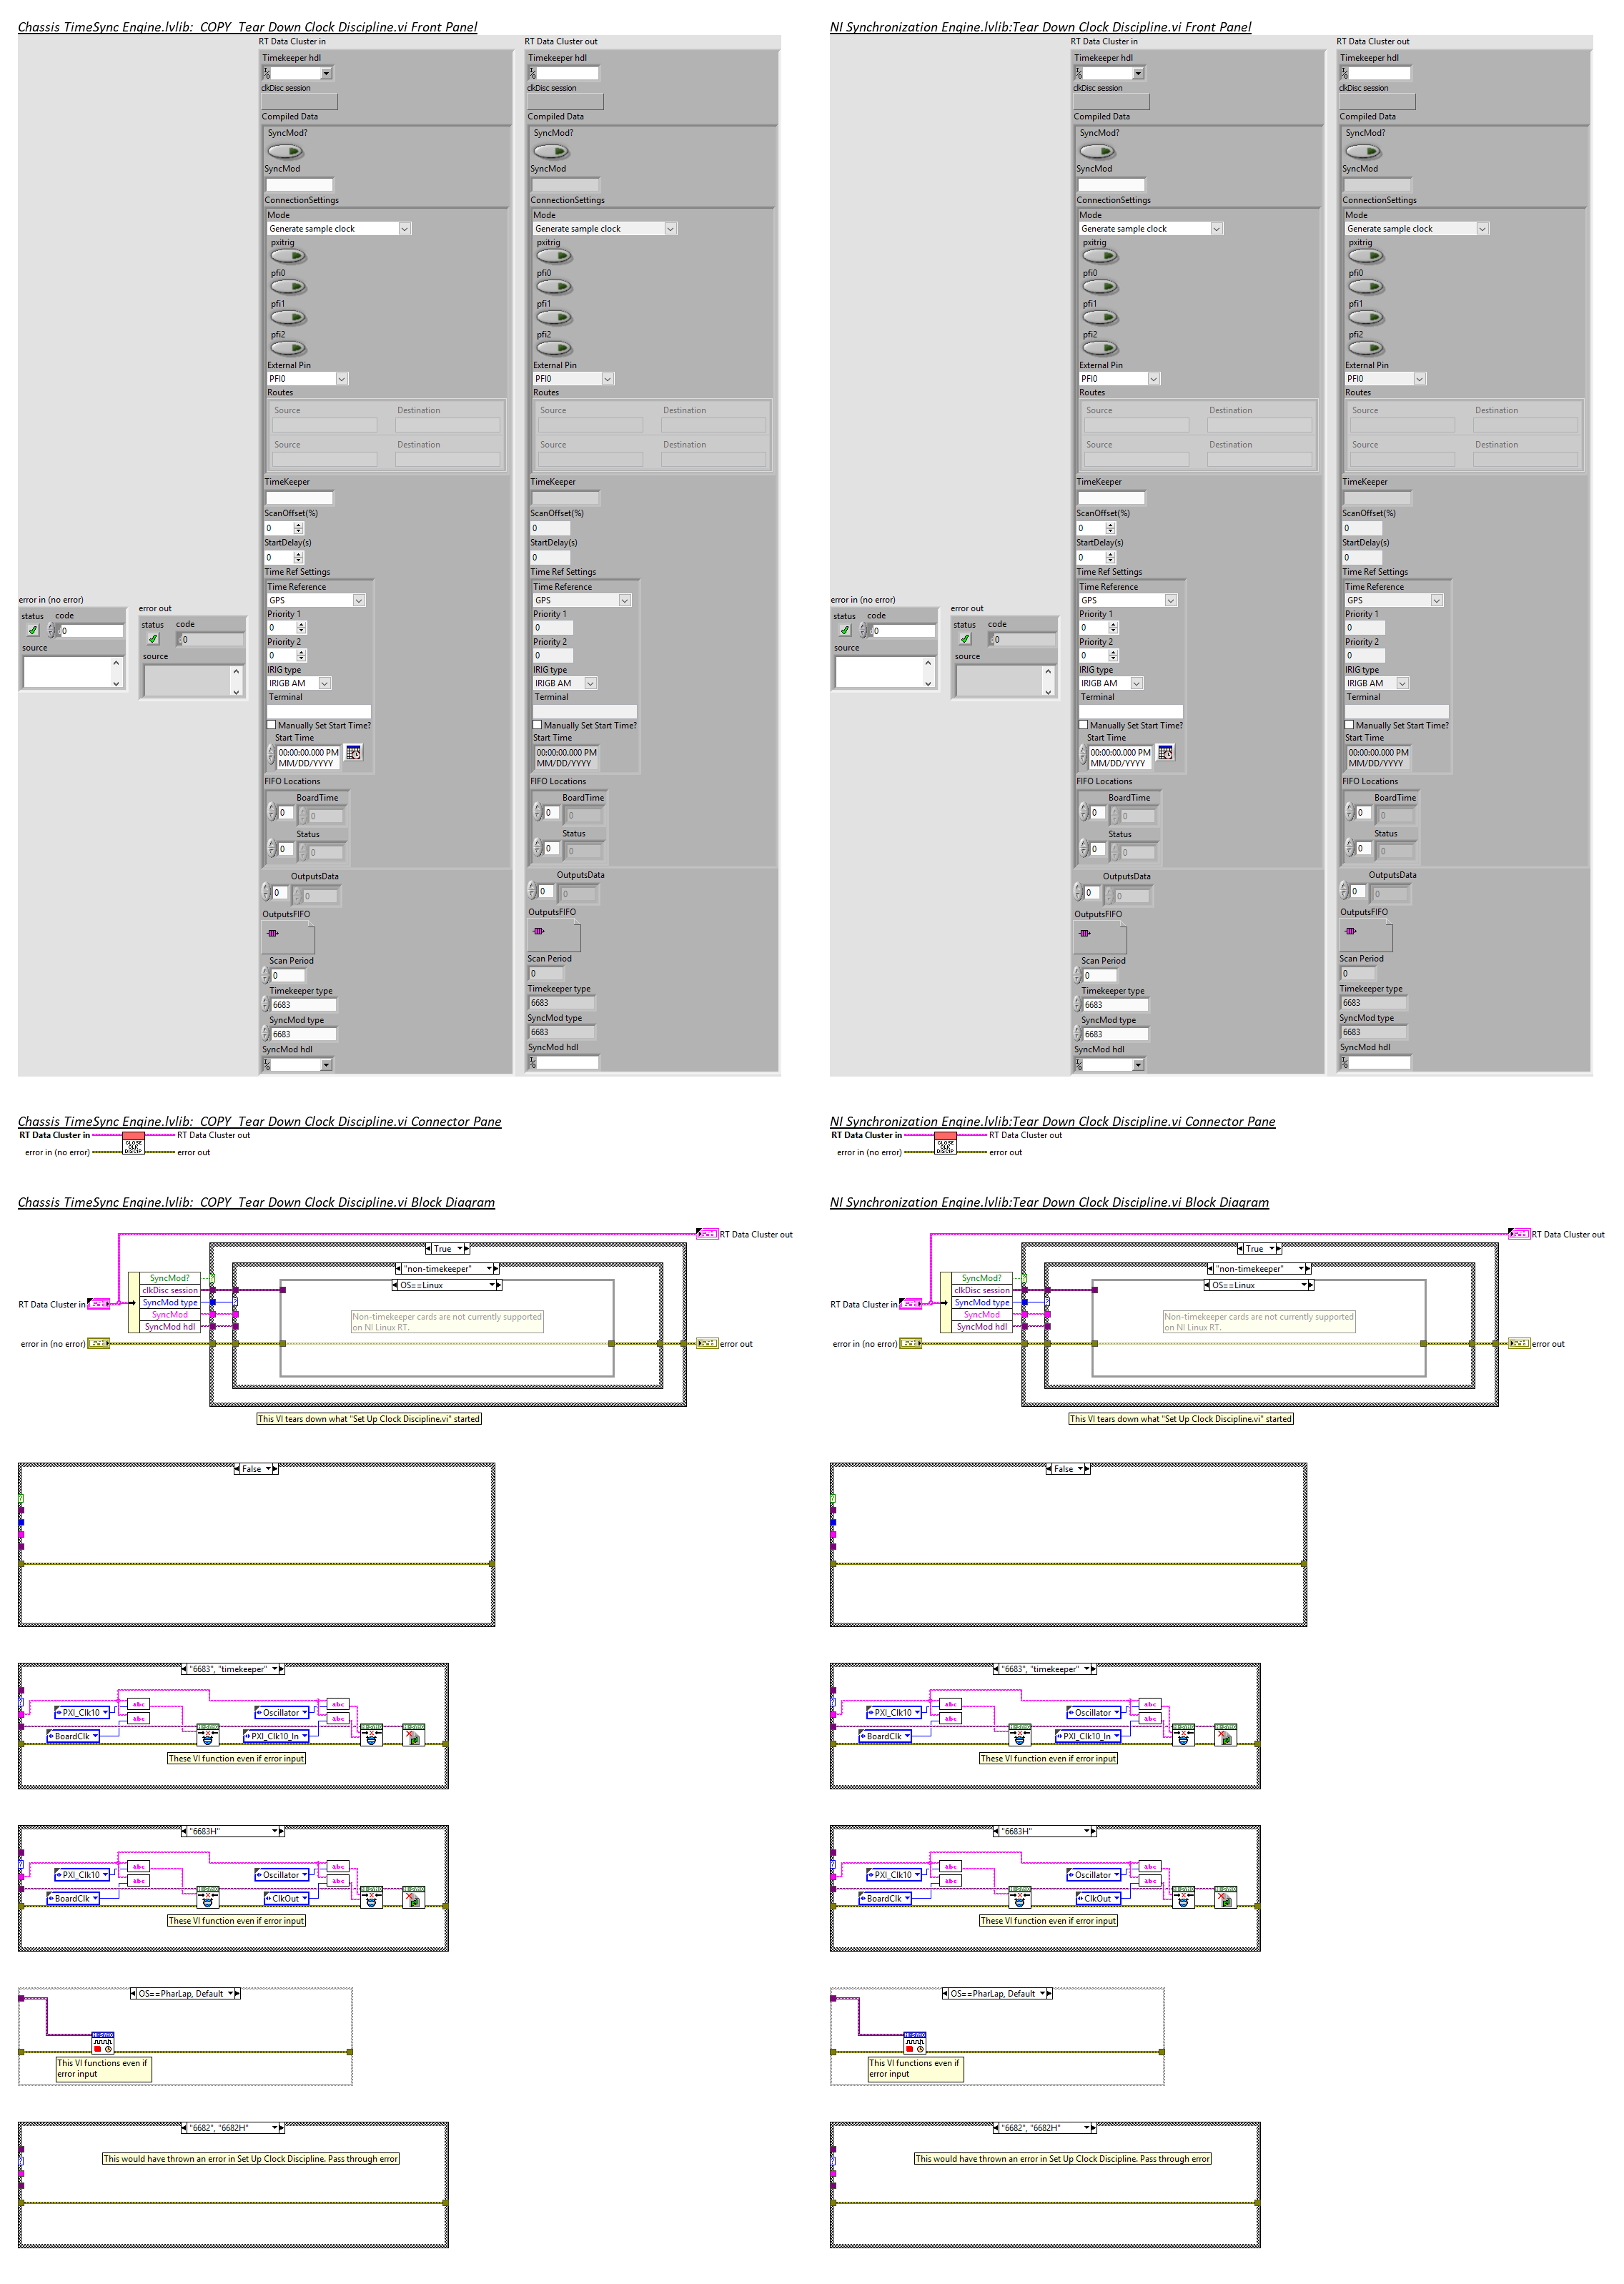 Chassis TimeSync Engine.lvlib:_COPY_Tear Down Clock Discipline.vi Front Panel
RT Data Cluster in
Timekeeper hdl
clkDisc session
Compiled Data
SyncMod?
SyncMod
ConnectionSettings
Mode
Generate sample clock
pxitrig
pfi0
pfi1
pfi2
External Pin
PFI0
Routes
Source Destination
Source Destination
TimeKeeper
ScanOffset(%)
0
StartDelay(s)
0
Time Ref Settings
Time Reference
GPS
Priority 1
0
Priority 2
0
IRIG type
IRIGB AM
Terminal
Manually Set Start Time?
Start Time
00:00:00.000 PM
MM/DD/YYYY
FIFO Locations
BoardTime
0 0
Status
0 0
OutputsData
0 0
OutputsFIFO
Scan Period
0
Timekeeper type
6683
SyncMod type
6683
SyncMod hdl
RT Data Cluster out
Timekeeper hdl
clkDisc session
Compiled Data
SyncMod?
SyncMod
ConnectionSettings
Mode
Generate sample clock
pxitrig
pfi0
pfi1
pfi2
External Pin
PFI0
Routes
Source Destination
Source Destination
TimeKeeper
ScanOffset(%)
0
StartDelay(s)
0
Time Ref Settings
Time Reference
GPS
Priority 1
0
Priority 2
0
IRIG type
IRIGB AM
Terminal
Manually Set Start Time?
Start Time
00:00:00.000 PM
MM/DD/YYYY
FIFO Locations
BoardTime
0 0
Status
0 0
OutputsData
0 0
OutputsFIFO
Scan Period
0
Timekeeper type
6683
SyncMod type
6683
SyncMod hdl
error in (no error)
status code
0
source
error out
status code
0
source
NI Synchronization Engine.lvlib:Tear Down Clock Discipline.vi Front Panel
RT Data Cluster in
Timekeeper hdl
clkDisc session
Compiled Data
SyncMod?
SyncMod
ConnectionSettings
Mode
Generate sample clock
pxitrig
pfi0
pfi1
pfi2
External Pin
PFI0
Routes
Source Destination
Source Destination
TimeKeeper
ScanOffset(%)
0
StartDelay(s)
0
Time Ref Settings
Time Reference
GPS
Priority 1
0
Priority 2
0
IRIG type
IRIGB AM
Terminal
Manually Set Start Time?
Start Time
00:00:00.000 PM
MM/DD/YYYY
FIFO Locations
BoardTime
0 0
Status
0 0
OutputsData
0 0
OutputsFIFO
Scan Period
0
Timekeeper type
6683
SyncMod type
6683
SyncMod hdl
RT Data Cluster out
Timekeeper hdl
clkDisc session
Compiled Data
SyncMod?
SyncMod
ConnectionSettings
Mode
Generate sample clock
pxitrig
pfi0
pfi1
pfi2
External Pin
PFI0
Routes
Source Destination
Source Destination
TimeKeeper
ScanOffset(%)
0
StartDelay(s)
0
Time Ref Settings
Time Reference
GPS
Priority 1
0
Priority 2
0
IRIG type
IRIGB AM
Terminal
Manually Set Start Time?
Start Time
00:00:00.000 PM
MM/DD/YYYY
FIFO Locations
BoardTime
0 0
Status
0 0
OutputsData
0 0
OutputsFIFO
Scan Period
0
Timekeeper type
6683
SyncMod type
6683
SyncMod hdl
error in (no error)
status code
0
source
error out
status code
0
source
Chassis TimeSync Engine.lvlib:_COPY_Tear Down Clock Discipline.vi Connector Pane
RT Data Cluster in RT Data Cluster out
CLOSE
CLK
DISCIP
error in (no error) error out
NI Synchronization Engine.lvlib:Tear Down Clock Discipline.vi Connector Pane
RT Data Cluster in RT Data Cluster out
CLOSE
CLK
DISCIP
error in (no error) error out
Chassis TimeSync Engine.lvlib:_COPY_Tear Down Clock Discipline.vi Block Diagram
RT Data Cluster out
True
"non-timekeeper"
OS==Linux
SyncMod?
clkDisc session
RT Data Cluster in
SyncMod type
SyncMod
SyncMod hdl
Non-timekeeper cards are not currently supported
on NI Linux RT.
error in (no error) error out
This VI tears down what "Set Up Clock Discipline.vi" started
False
"6683", "timekeeper"
abc abc
PXI_Clk10 Oscillator
abc abc
BoardClk PXI_Clk10_In
These VI function even if error input
"6683H"
abc abc
PXI_Clk10 Oscillator
abc abc
BoardClk ClkOut
These VI function even if error input
OS==PharLap, Default
NI-SYNC
This VI functions even if
error input
"6682", "6682H"
This would have thrown an error in Set Up Clock Discipline. Pass through error
NI Synchronization Engine.lvlib:Tear Down Clock Discipline.vi Block Diagram
RT Data Cluster out
True
"non-timekeeper"
OS==Linux
SyncMod?
clkDisc session
RT Data Cluster in
SyncMod type
SyncMod
SyncMod hdl
Non-timekeeper cards are not currently supported
on NI Linux RT.
error in (no error) error out
This VI tears down what "Set Up Clock Discipline.vi" started
False
"6683", "timekeeper"
abc abc
PXI_Clk10 Oscillator
abc abc
BoardClk PXI_Clk10_In
These VI function even if error input
"6683H"
abc abc
PXI_Clk10 Oscillator
abc abc
BoardClk ClkOut
These VI function even if error input
OS==PharLap, Default
NI-SYNC
This VI functions even if
error input
"6682", "6682H"
This would have thrown an error in Set Up Clock Discipline. Pass through error